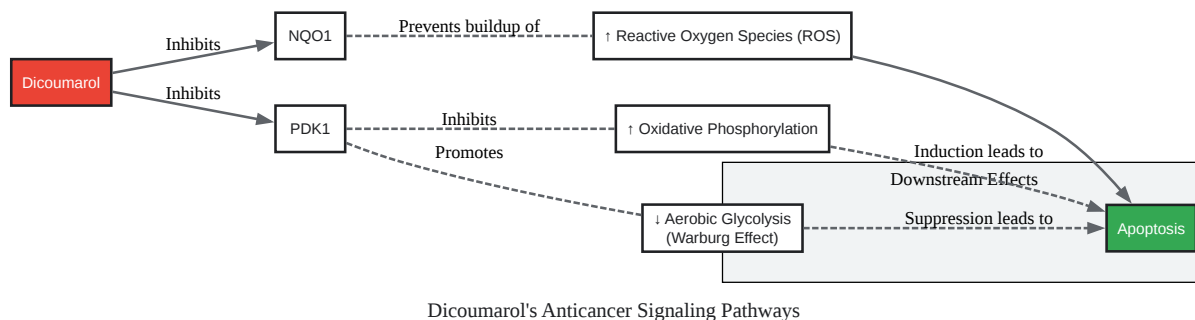 Dicoumarol
Inhibits
NQO1
Prevents buildup of
↑ Reactive Oxygen Species (ROS)
Inhibits
PDK1
Inhibits
↑ Oxidative Phosphorylation
Promotes
Induction leads to
Downstream Effects
↓ Aerobic Glycolysis
(Warburg Effect)
Suppression leads to
Apoptosis
Dicoumarol's Anticancer Signaling Pathways